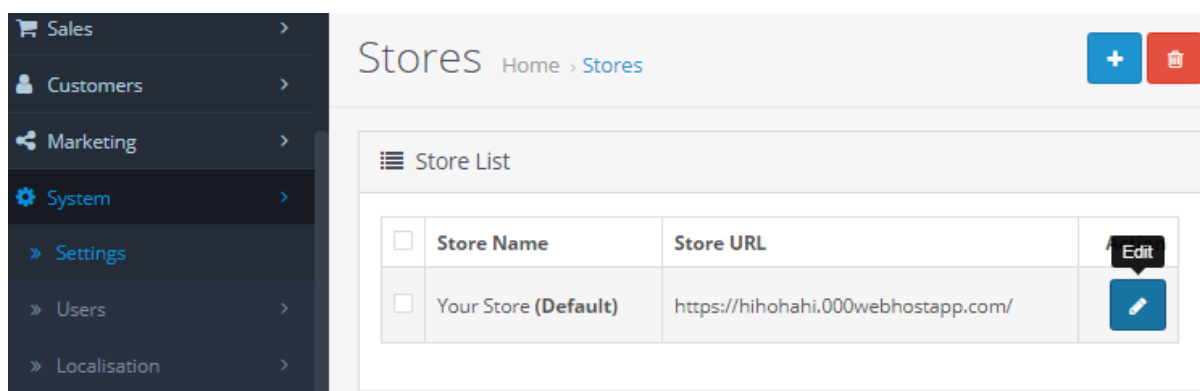 Sales
Customers
Marketing
System
Settings
Users
Localisation
Stores Home › Stores
Store List
Store Name Store URL
Edit
Your Store (Default) https://hihohahi.000webhostapp.com/